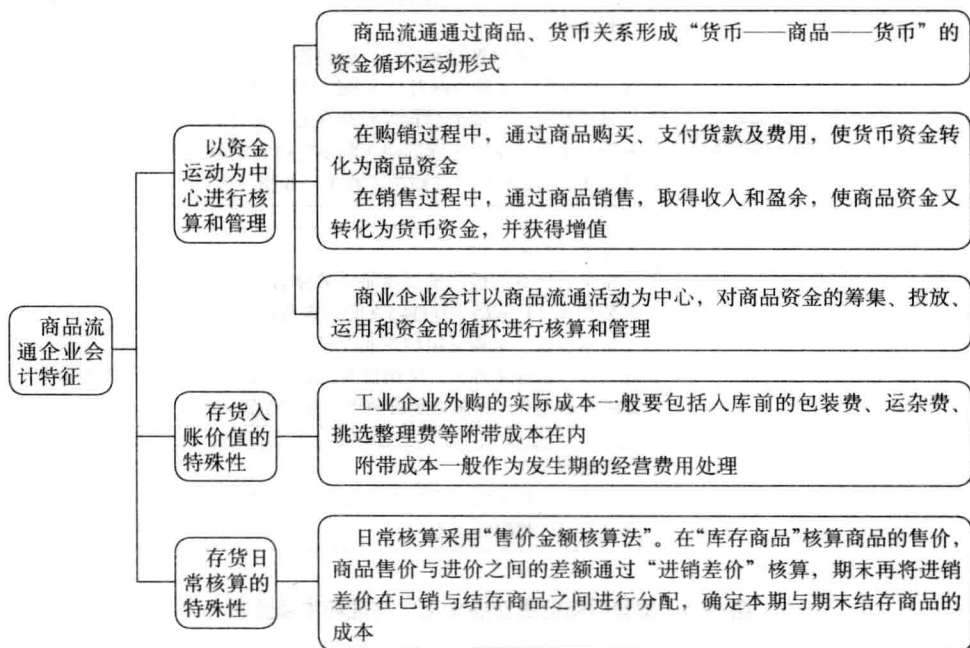 商品流通企业会
计特征
以资金
运动为中
心进行核
算和管理
商品流通通过商品、货币关系形成“货币——商品——货币”的
资金循环运动形式
在购销过程中,通过商品购买、支付货款及费用,使货币资金转
化为商品资金
在销售过程中,通过商品销售,取得收入和盈余,使商品资金又
转化为货币资金,并获得增值
商业企业会计以商品流通活动为中心,对商品资金的筹集、投放、
运用和资金的循环进行核算和管理
存货入
账价值的
特殊性
工业企业外购的实际成本一般要包括入库前的包装费、运杂费、
挑选整理费等附带成本在内
附带成本一般作为发生期的经营费用处理
存货日
常核算的
特殊性
日常核算采用“售价金额核算法”。在“库存商品”核算商品的售价,
商品售价与进价之间的差额通过“进销差价”核算,期末再将进销
差价在已销与结存商品之间进行分配,确定本期与期末结存商品的
成本